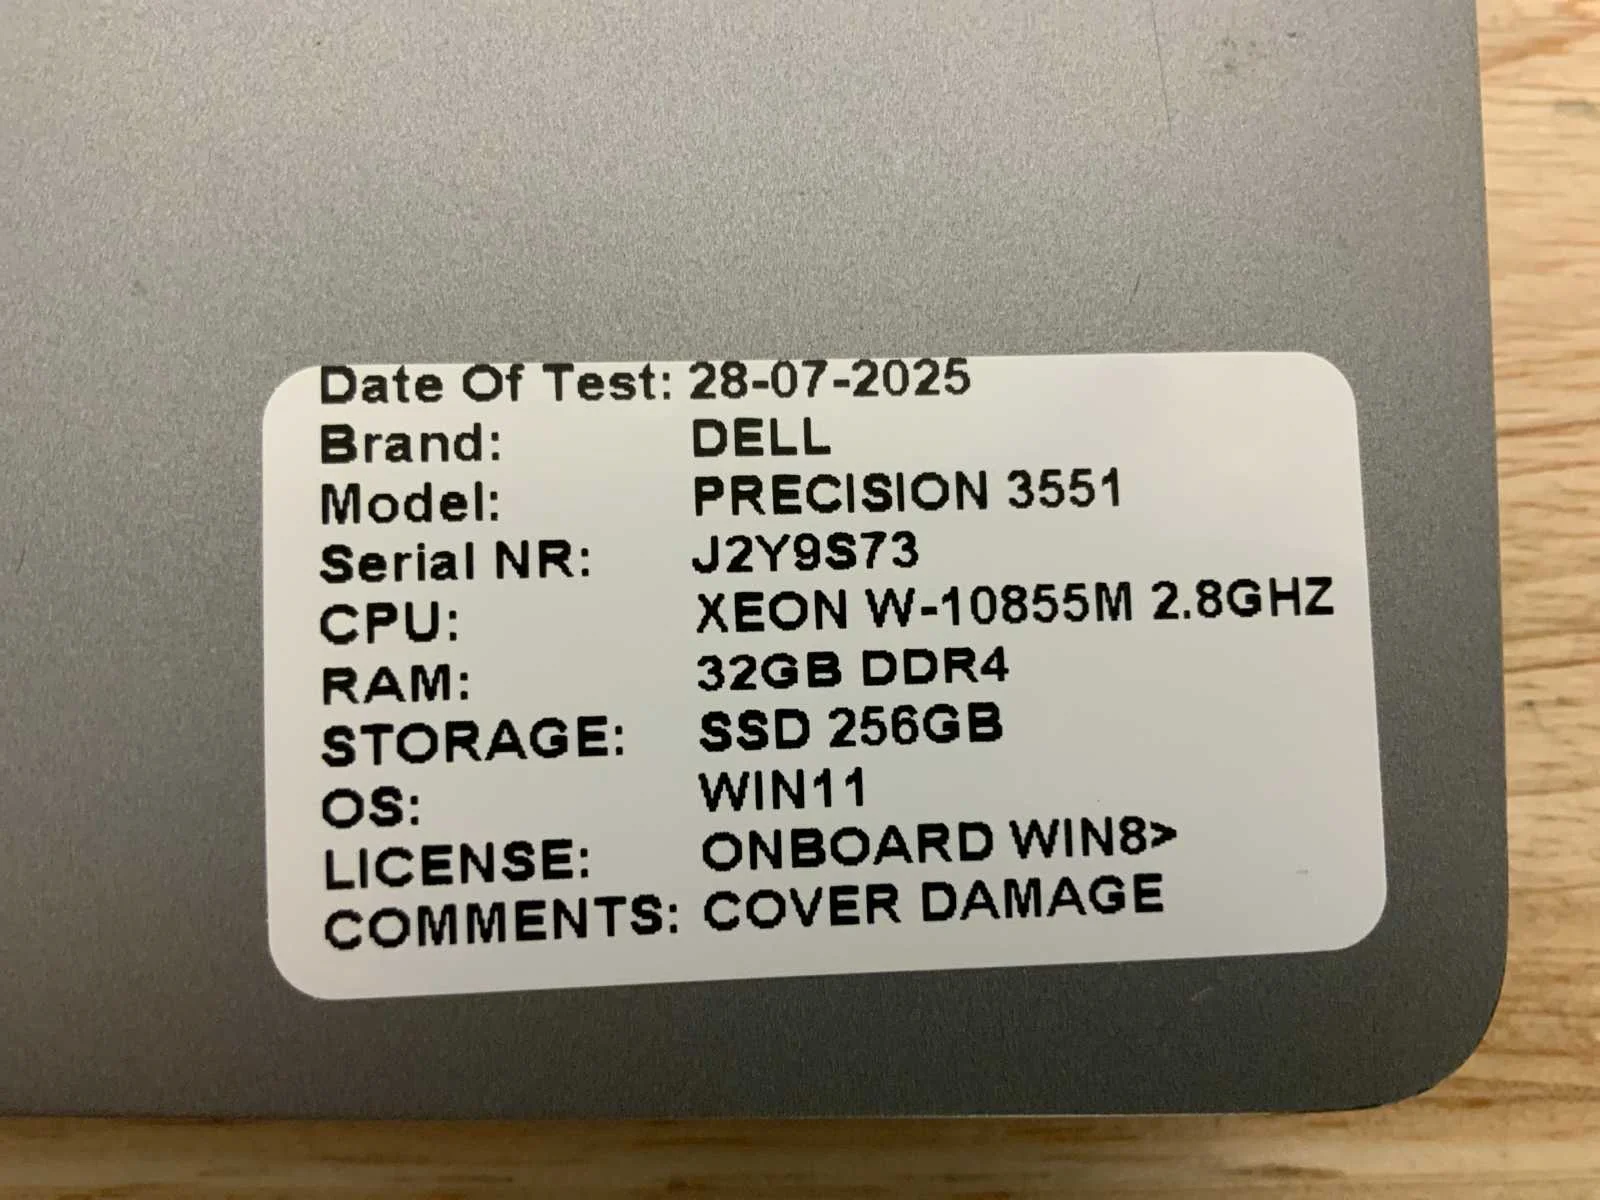 Date Of Test: 28-07-2025
Brand: DELL
Model: PRECISION 3551
Serial NR: J2Y9S73
CPU: XEON W-10855M 2.8GHZ
RAM: 32GB DDR4
STORAGE: SSD 256GB
OS: WIN11
LICENSE: ONBOARD WIN8>
COMMENTS: COVER DAMAGE